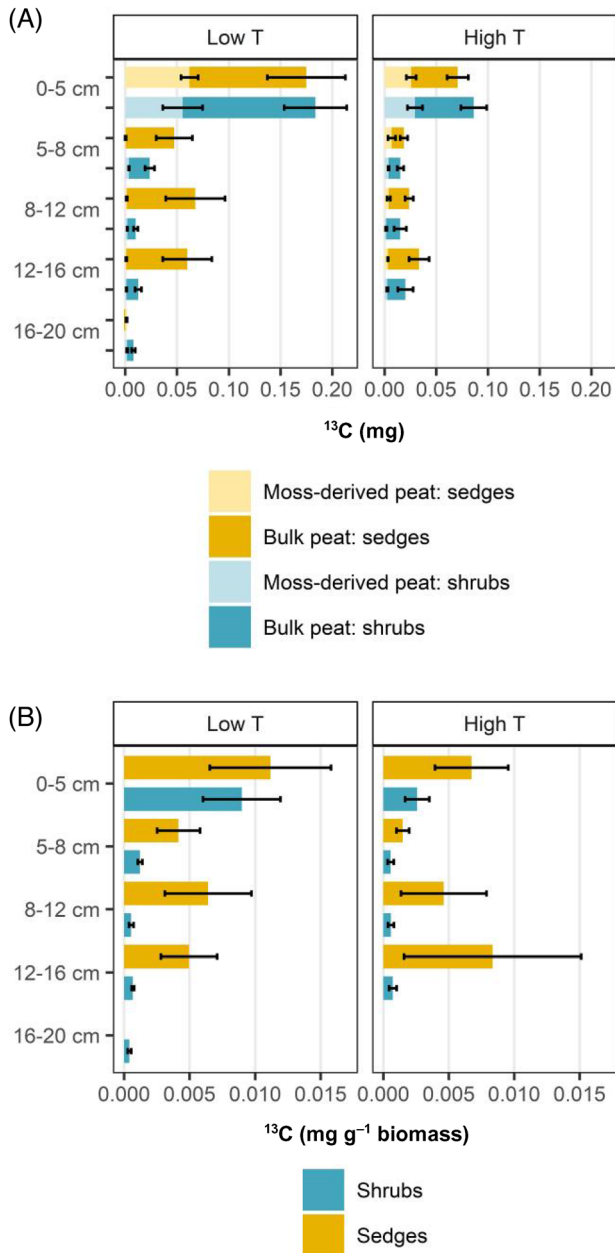 (A)
Low T High T
0-5 cm
5-8 cm
8-12 cm
12-16 cm
16-20 cm
0.00 0.05 0.10 0.15 0.20 0.00 0.05 0.10 0.15 0.20
¹³C (mg)
Moss-derived peat: sedges
Bulk peat: sedges
Moss-derived peat: shrubs
Bulk peat: shrubs
(B)
Low T High T
0-5 cm
5-8 cm
8-12 cm
12-16 cm
16-20 cm
0.000 0.005 0.010 0.015 0.000 0.005 0.010 0.015
¹³C (mg g⁻¹ biomass)
Shrubs
Sedges